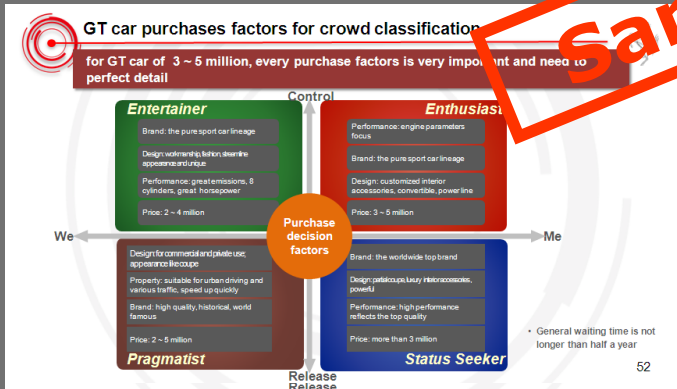 GT car purchases factors for crowd classification
for GT car of 3 ~ 5 million, every purchase factors is very important and need to
perfect detail
Control
Entertainer
Brand: the pure sport car lineage
Design: workmanship, fashion, streamline
appearance and unique
Performance: great emissions, 8
cylinders, great horsepower
Price: 2 ~ 4 million
Enthusiast
Performance: engine parameters
focus
Brand: the pure sport car lineage
Design: customized interior
accessories, convertible, power line
Price: 3 ~ 5 million
We
Purchase
decision
factors
Me
Design: for commercial and private use;
appearance like coupe
Property: suitable for urban driving and
various traffic, speed up quickly
Brand: high quality, historical, world
famous
Price: 2 ~ 5 million
Pragmatist
Brand: the worldwide top brand
Design: partial coupe, luxury interior accessories,
powerful
Performance: high performance
reflects the top quality
Price: more than 3 million
Status Seeker
Release
Release
• General waiting time is not
longer than half a year
52
Sam